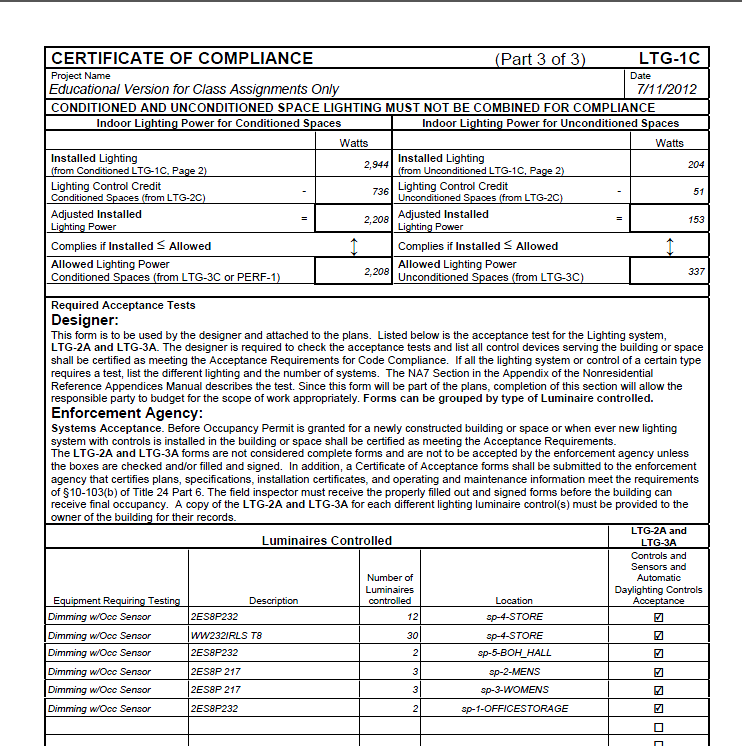 CERTIFICATE OF COMPLIANCE (Part 3 of 3) LTG-1C
Project Name Date
Educational Version for Class Assignments Only 7/11/2012
CONDITIONED AND UNCONDITIONED SPACE LIGHTING MUST NOT BE COMBINED FOR COMPLIANCE
Indoor Lighting Power for Conditioned Spaces Indoor Lighting Power for Unconditioned Spaces
Watts Watts
Installed Lighting Installed Lighting
(from Conditioned LTG-1C, Page 2) 2,944 (from Unconditioned LTG-1C, Page 2) 204
Lighting Control Credit Lighting Control Credit
Conditioned Spaces (from LTG-2C) - 736 Unconditioned Spaces (from LTG-2C) - 51
Adjusted Installed = 2,208 Adjusted Installed = 153
Lighting Power Lighting Power
Complies if Installed ≤ Allowed ↕ Complies if Installed ≤ Allowed ↕
Allowed Lighting Power Allowed Lighting Power
Conditioned Spaces (from LTG-3C or PERF-1) 2,208 Unconditioned Spaces (from LTG-3C) 337
Required Acceptance Tests
Designer:
This form is to be used by the designer and attached to the plans. Listed below is the acceptance test for the Lighting system,
LTG-2A and LTG-3A. The designer is required to check the acceptance tests and list all control devices serving the building or space
shall be certified as meeting the Acceptance Requirements for Code Compliance. If all the lighting system or control of a certain type
requires a test, list the different lighting and the number of systems. The NA7 Section in the Appendix of the Nonresidential
Reference Appendices Manual describes the test. Since this form will be part of the plans, completion of this section will allow the
responsible party to budget for the scope of work appropriately. Forms can be grouped by type of Luminaire controlled.
Enforcement Agency:
Systems Acceptance. Before Occupancy Permit is granted for a newly constructed building or space or when ever new lighting
system with controls is installed in the building or space shall be certified as meeting the Acceptance Requirements.
The LTG-2A and LTG-3A forms are not considered complete forms and are not to be accepted by the enforcement agency unless
the boxes are checked and/or filled and signed. In addition, a Certificate of Acceptance forms shall be submitted to the enforcement
agency that certifies plans, specifications, installation certificates, and operating and maintenance information meet the requirements
of §10-103(b) of Title 24 Part 6. The field inspector must receive the properly filled out and signed forms before the building can
receive final occupancy. A copy of the LTG-2A and LTG-3A for each different lighting luminaire control(s) must be provided to the
owner of the building for their records.
Luminaires Controlled LTG-2A and
LTG-3A
Controls and
Sensors and
Automatic
Daylighting Controls
Acceptance
Equipment Requiring Testing Description Number of
Luminaires
controlled Location
Dimming w/Occ Sensor 2ES8P232 12 sp-4-STORE ☑
Dimming w/Occ Sensor WW232IRLS T8 30 sp-4-STORE ☑
Dimming w/Occ Sensor 2ES8P232 2 sp-5-BOH_HALL ☑
Dimming w/Occ Sensor 2ES8P 217 3 sp-2-MENS ☑
Dimming w/Occ Sensor 2ES8P 217 3 sp-3-WOMENS ☑
Dimming w/Occ Sensor 2ES8P232 2 sp-1-OFFICESTORAGE ☑
☐
☐